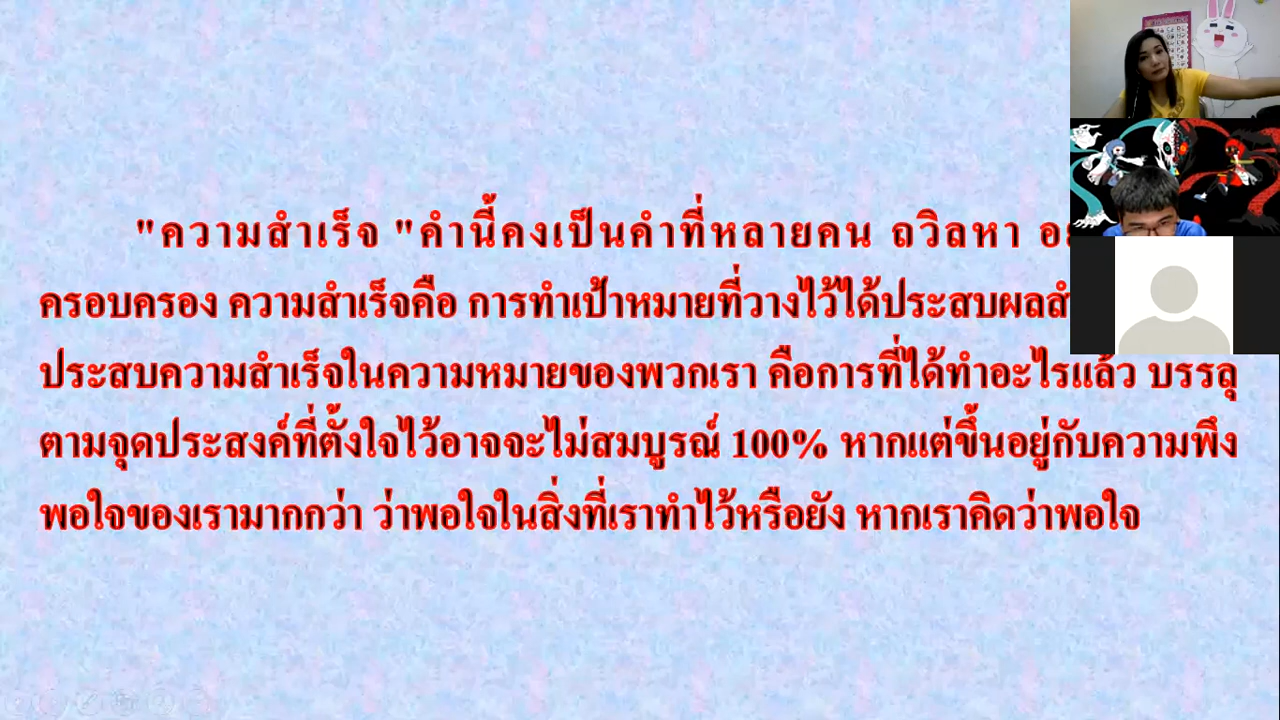 "ความสำเร็จ "คำนี้คงเป็นคำที่หลายคน ถวิลหา
ครอบครอง ความสำเร็จคือ การทำเป้าหมายที่วางไว้ได้ประสบผล
ประสบความสำเร็จในความหมายของพวกเรา คือการที่ได้ทำอะไรแล้ว บรรลุ
ตามจุดประสงค์ที่ตั้งใจไว้อาจจะไม่สมบูรณ์ 100% หากแต่ขึ้นอยู่กับความพึง
พอใจของเรามากกว่า ว่าพอใจในสิ่งที่เราทำไว้หรือยัง หากเราคิดว่าพอใจ